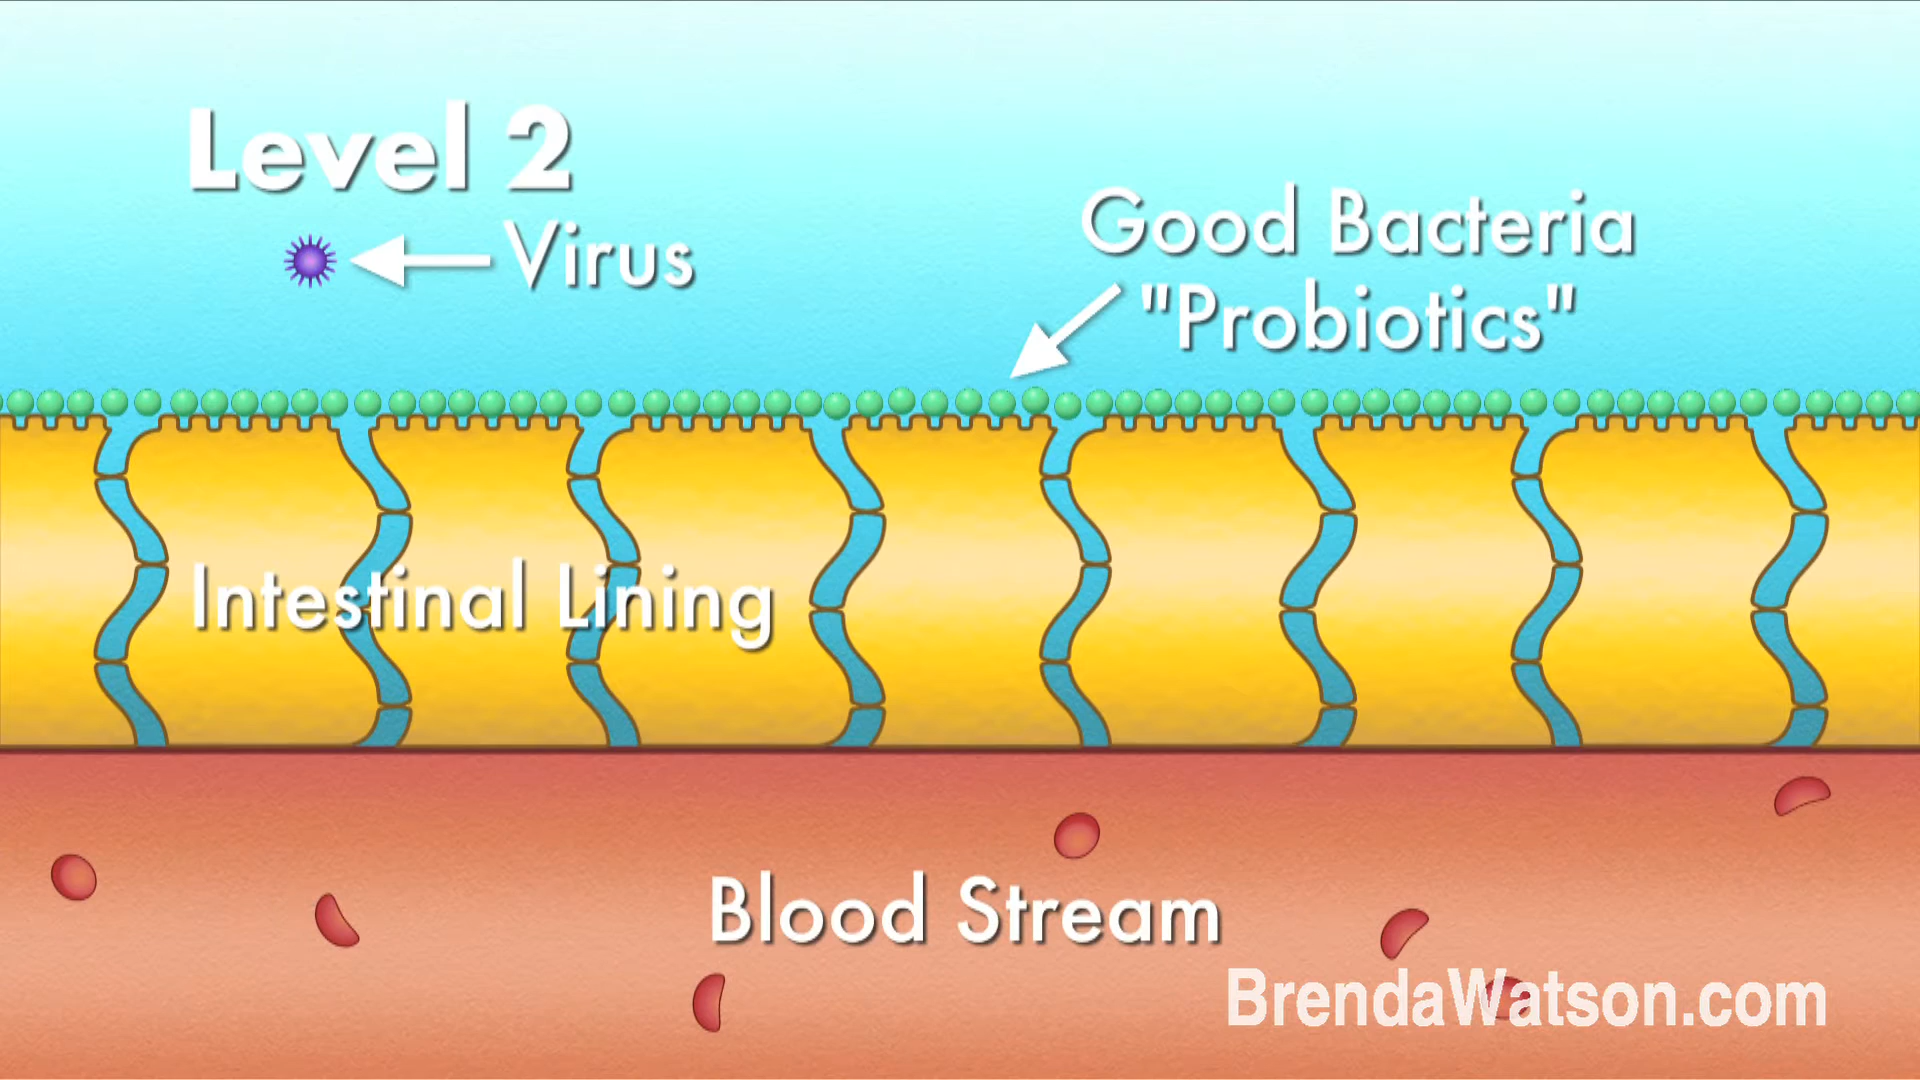 Level 2
Virus
Good Bacteria
"Probiotics"
Intestinal Lining
Blood Stream
BrendaWatson.com